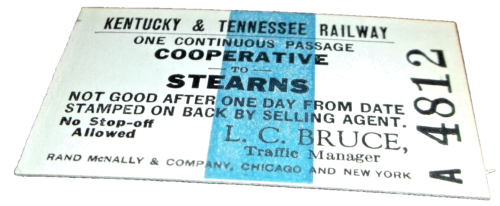 KENTUCKY & TENNESSEE RAILWAY
ONE CONTINUOUS PASSAGE
COOPERATIVE
— TO —
STEARNS
NOT GOOD AFTER ONE DAY FROM DATE
STAMPED ON BACK BY SELLING AGENT.
No Stop-off
Allowed
L. C. BRUCE,
Traffic Manager
RAND McNALLY & COMPANY, CHICAGO AND NEW YORK
A 4812